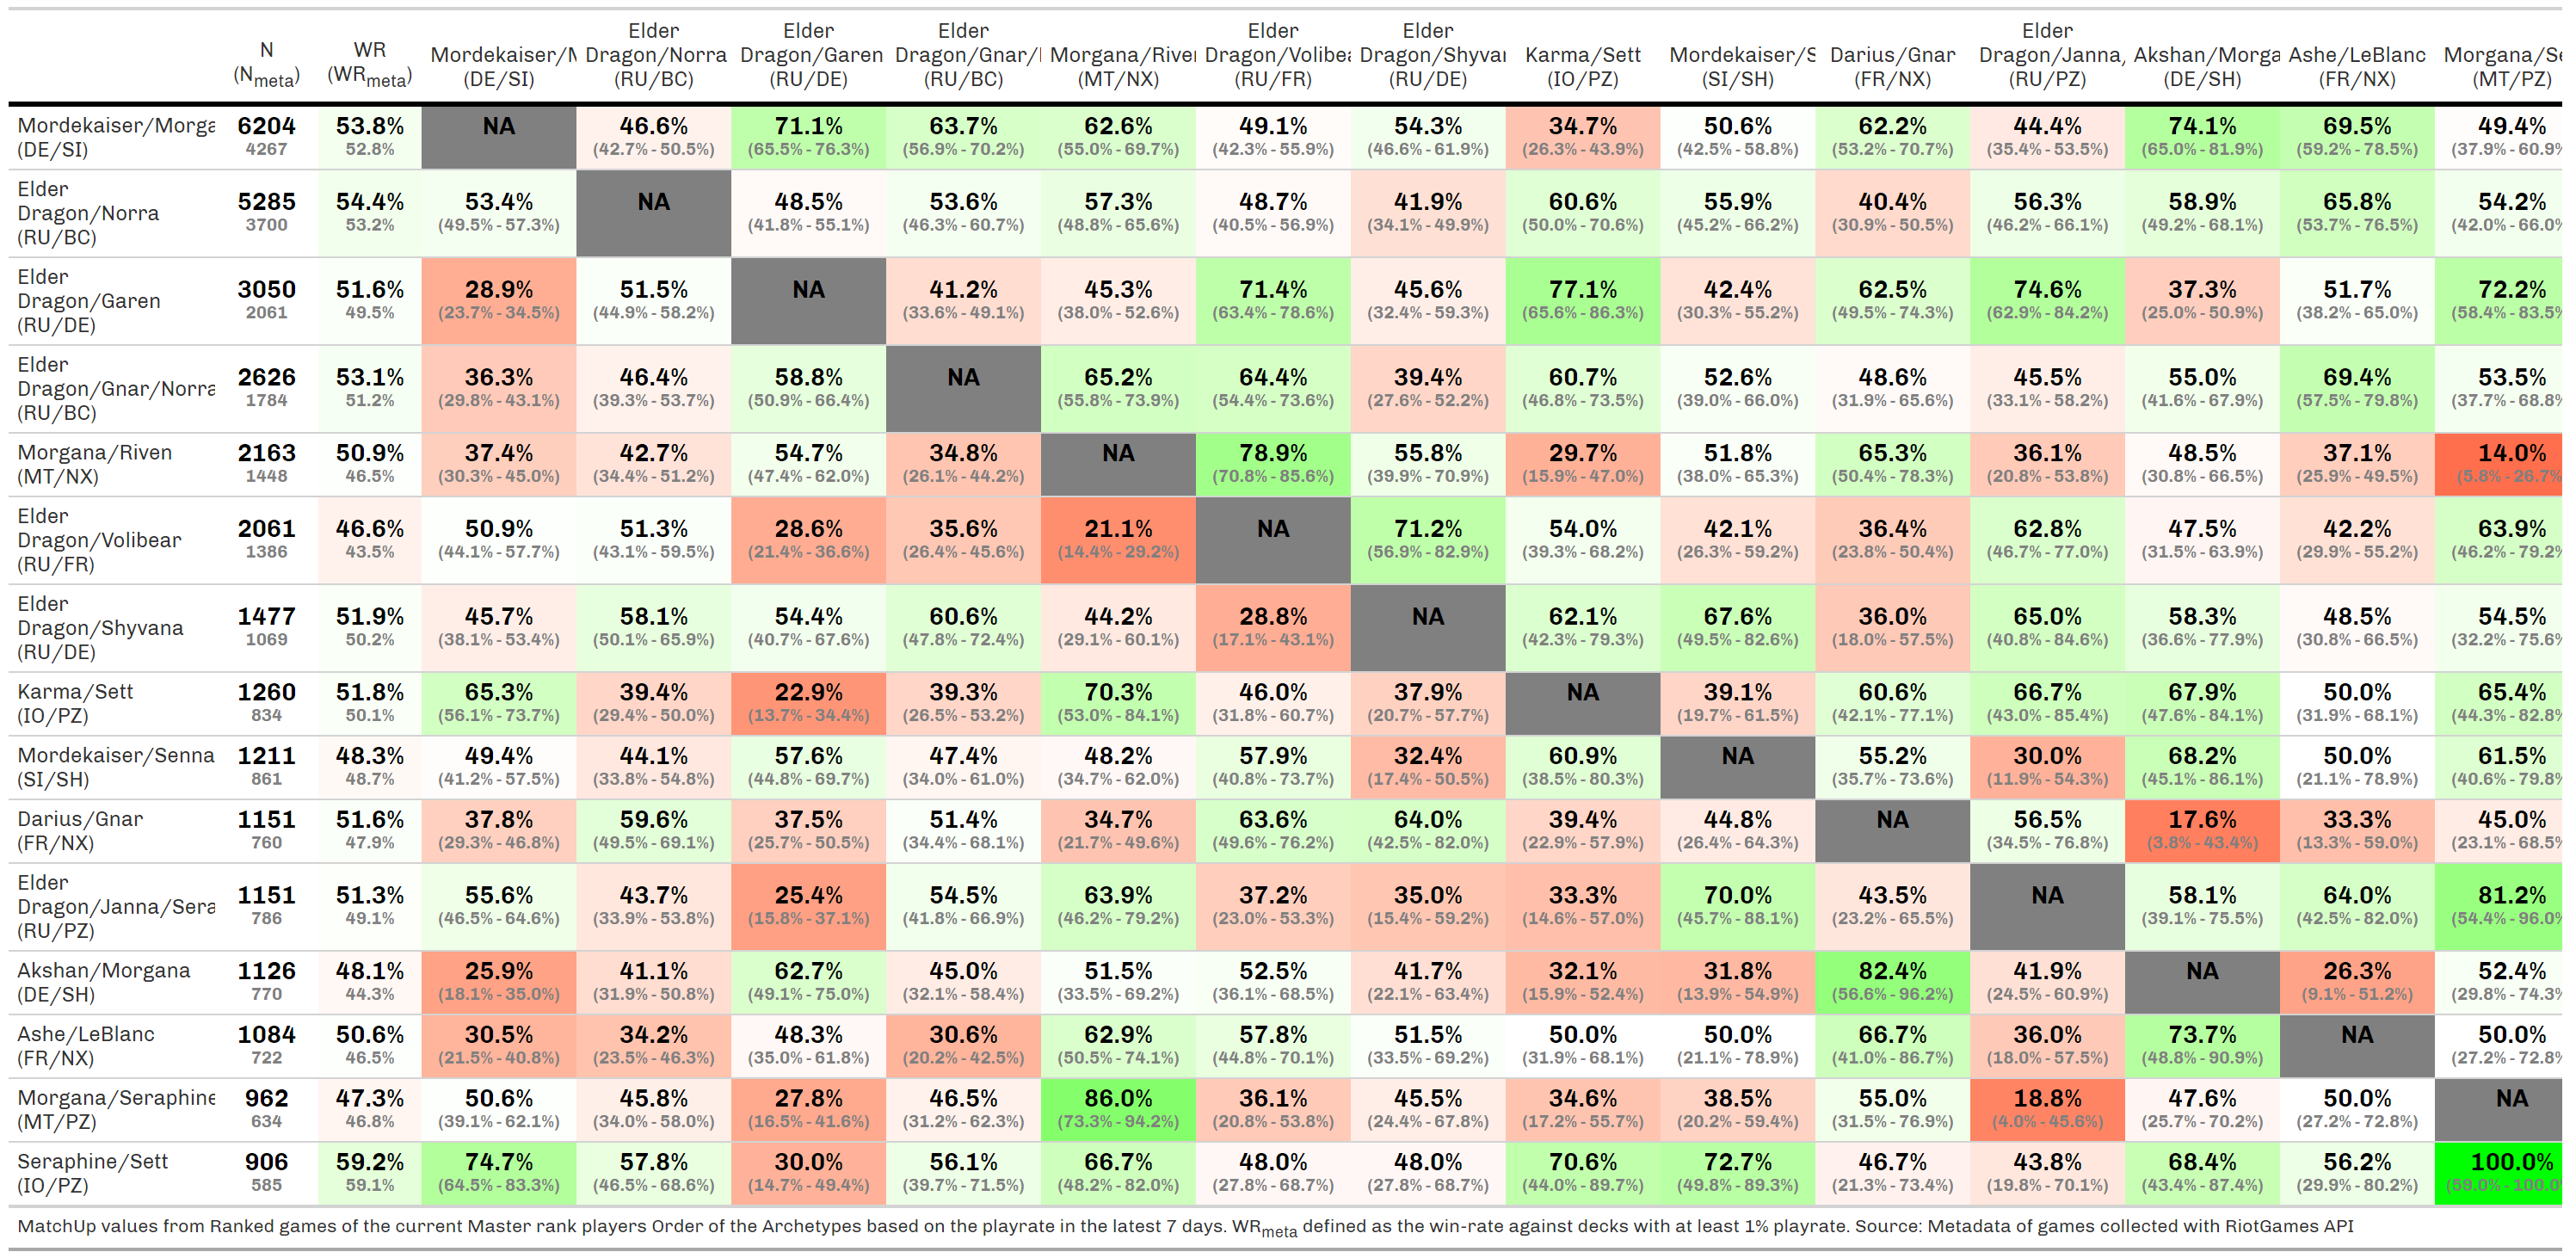 N (Nmeta) WR (WRmeta) Mordekaiser/M (DE/SI) Elder Dragon/Norra (RU/BC) Elder Dragon/Garen (RU/DE) Elder Dragon/Gnar/ (RU/BC) Morgana/River (MT/NX) Elder Dragon/Volibea (RU/FR) Elder Dragon/Shyvar (RU/DE) Karma/Sett (IO/PZ) Mordekaiser/S (SI/SH) Darius/Gnar (FR/NX) Elder Dragon/Janna, (RU/PZ) Akshan/Morga (DE/SH) Ashe/LeBlanc (FR/NX) Morgana/Se (MT/PZ)
Mordekaiser/Morga 6204 53.8% NA 46.6% 71.1% 63.7% 62.6% 49.1% 54.3% 34.7% 50.6% 62.2% 44.4% 74.1% 69.5% 49.4%
(DE/SI) 4267 52.8% (42.7% - 50.5%) (65.5% - 76.3%) (56.9% - 70.2%) (55.0% - 69.7%) (42.3% - 55.9%) (46.6% - 61.9%) (26.3% - 43.9%) (42.5% - 58.8%) (53.2% - 70.7%) (35.4% - 53.5%) (65.0% - 81.9%) (59.2% - 78.5%) (37.9% - 60.9%
Elder
Dragon/Norra 5285 54.4% 53.4% NA 48.5% 53.6% 57.3% 48.7% 41.9% 60.6% 55.9% 40.4% 56.3% 58.9% 65.8% 54.2%
(RU/BC) 3700 53.2% (49.5% - 57.3%) (41.8% - 55.1%) (46.3% - 60.7%) (48.8% - 65.6%) (40.5% - 56.9%) (34.1% - 49.9%) (50.0% - 70.6%) (45.2% - 66.2%) (30.9% - 50.5%) (46.2% - 66.1%) (49.2% - 68.1%) (53.7% - 76.5%) (42.0% - 66.0%
Elder
Dragon/Garen 3050 51.6% 28.9% 51.5% NA 41.2% 45.3% 71.4% 45.6% 77.1% 42.4% 62.5% 74.6% 37.3% 51.7% 72.2%
(RU/DE) 2061 49.5% (23.7% - 34.5%) (44.9% - 58.2%) (33.6% - 49.1%) (38.0% - 52.6%) (63.4% - 78.6%) (32.4% - 59.3%) (65.6% - 86.3%) (30.3% - 55.2%) (49.5% - 74.3%) (62.9% - 84.2%) (25.0% - 50.9%) (38.2% - 65.0%) (58.4% - 83.5%
Elder
Dragon/Gnar/Norra 2626 53.1% 36.3% 46.4% 58.8% NA 65.2% 64.4% 39.4% 60.7% 52.6% 48.6% 45.5% 55.0% 69.4% 53.5%
(RU/BC) 1784 51.2% (29.8% - 43.1%) (39.3% - 53.7%) (50.9% - 66.4%) (55.8% - 73.9%) (54.4% - 73.6%) (27.6% - 52.2%) (46.8% - 73.5%) (39.0% - 66.0%) (31.9% - 65.6%) (33.1% - 58.2%) (41.6% - 67.9%) (57.5% - 79.8%) (37.7% - 68.8%
Morgana/Riven 2163 50.9% 37.4% 42.7% 54.7% 34.8% NA 78.9% 55.8% 29.7% 51.8% 65.3% 36.1% 48.5% 37.1% 14.0%
(MT/NX) 1448 46.5% (30.3% - 45.0%) (34.4% - 51.2%) (47.4% - 62.0%) (26.1% - 44.2%) (70.8% - 85.6%) (39.9% - 70.9%) (15.9% - 47.0%) (38.0% - 65.3%) (50.4% - 78.3%) (20.8% - 53.8%) (30.8% - 66.5%) (25.9% - 49.5%) (5.8% - 26.7%
Elder
Dragon/Volibear 2061 46.6% 50.9% 51.3% 28.6% 35.6% 21.1% NA 71.2% 54.0% 42.1% 36.4% 62.8% 47.5% 42.2% 63.9%
(RU/FR) 1386 43.5% (44.1% - 57.7%) (43.1% - 59.5%) (21.4% - 36.6%) (26.4% - 45.6%) (14.4% - 29.2%) (56.9% - 82.9%) (39.3% - 68.2%) (26.3% - 59.2%) (23.8% - 50.4%) (46.7% - 77.0%) (31.5% - 63.9%) (29.9% - 55.2%) (46.2% - 79.2%
Elder
Dragon/Shyvana 1477 51.9% 45.7% 58.1% 54.4% 60.6% 44.2% 28.8% NA 62.1% 67.6% 36.0% 65.0% 58.3% 48.5% 54.5%
(RU/DE) 1069 50.2% (38.1% - 53.4%) (50.1% - 65.9%) (40.7% - 67.6%) (47.8% - 72.4%) (29.1% - 60.1%) (17.1% - 43.1%) (42.3% - 79.3%) (49.5% - 82.6%) (18.0% - 57.5%) (40.8% - 84.6%) (36.6% - 77.9%) (30.8% - 66.5%) (32.2% - 75.6%
Karma/Sett 1260 51.8% 65.3% 39.4% 22.9% 39.3% 70.3% 46.0% 37.9% NA 39.1% 60.6% 66.7% 67.9% 50.0% 65.4%
(IO/PZ) 834 50.1% (56.1% - 73.7%) (29.4% - 50.0%) (13.7% - 34.4%) (26.5% - 53.2%) (53.0% - 84.1%) (31.8% - 60.7%) (20.7% - 57.7%) (19.7% - 61.5%) (42.1% - 77.1%) (43.0% - 85.4%) (47.6% - 84.1%) (31.9% - 68.1%) (44.3% - 82.8%
Mordekaiser/Senna 1211 48.3% 49.4% 44.1% 57.6% 47.4% 48.2% 57.9% 32.4% 60.9% NA 55.2% 30.0% 68.2% 50.0% 61.5%
(SI/SH) 861 48.7% (41.2% - 57.5%) (33.8% - 54.8%) (44.8% - 69.7%) (34.0% - 61.0%) (34.7% - 62.0%) (40.8% - 73.7%) (17.4% - 50.5%) (38.5% - 80.3%) (35.7% - 73.6%) (11.9% - 54.3%) (45.1% - 86.1%) (21.1% - 78.9%) (40.6% - 79.8%
Darius/Gnar 1151 51.6% 37.8% 59.6% 37.5% 51.4% 34.7% 63.6% 64.0% 39.4% 44.8% NA 56.5% 17.6% 33.3% 45.0%
(FR/NX) 760 47.9% (29.3% - 46.8%) (49.5% - 69.1%) (25.7% - 50.5%) (34.4% - 68.1%) (21.7% - 49.6%) (49.6% - 76.2%) (42.5% - 82.0%) (22.9% - 57.9%) (26.4% - 64.3%) (34.5% - 76.8%) (3.8% - 43.4%) (13.3% - 59.0%) (23.1% - 68.5%
Elder
Dragon/Janna/Sera 1151 51.3% 55.6% 43.7% 25.4% 54.5% 63.9% 37.2% 35.0% 33.3% 70.0% 43.5% NA 58.1% 64.0% 81.2%
(RU/PZ) 786 49.1% (46.5% - 64.6%) (33.9% - 53.8%) (15.8% - 37.1%) (41.8% - 66.9%) (46.2% - 79.2%) (23.0% - 53.3%) (15.4% - 59.2%) (14.6% - 57.0%) (45.7% - 88.1%) (23.2% - 65.5%) (39.1% - 75.5%) (42.5% - 82.0%) (54.4% - 96.0%
Akshan/Morgana 1126 48.1% 25.9% 41.1% 62.7% 45.0% 51.5% 52.5% 41.7% 32.1% 31.8% 82.4% 41.9% NA 26.3% 52.4%
(DE/SH) 770 44.3% (18.1% - 35.0%) (31.9% - 50.8%) (49.1% - 75.0%) (32.1% - 58.4%) (33.5% - 69.2%) (36.1% - 68.5%) (22.1% - 63.4%) (15.9% - 52.4%) (13.9% - 54.9%) (56.6% - 96.2%) (24.5% - 60.9%) (9.1% - 51.2%) (29.8% - 74.3%
Ashe/LeBlanc 1084 50.6% 30.5% 34.2% 48.3% 30.6% 62.9% 57.8% 51.5% 50.0% 50.0% 66.7% 36.0% 73.7% NA 50.0%
(FR/NX) 722 46.5% (21.5% - 40.8%) (23.5% - 46.3%) (35.0% - 61.8%) (20.2% - 42.5%) (50.5% - 74.1%) (44.8% - 70.1%) (33.5% - 69.2%) (31.9% - 68.1%) (21.1% - 78.9%) (41.0% - 86.7%) (18.0% - 57.5%) (48.8% - 90.9%) (27.2% - 72.8%
Morgana/Seraphine 962 47.3% 50.6% 45.8% 27.8% 46.5% 86.0% 36.1% 45.5% 34.6% 38.5% 55.0% 18.8% 47.6% 50.0% NA
(MT/PZ) 634 46.8% (39.1% - 62.1%) (34.0% - 58.0%) (16.5% - 41.6%) (31.2% - 62.3%) (73.3% - 94.2%) (20.8% - 53.8%) (24.4% - 67.8%) (17.2% - 55.7%) (20.2% - 59.4%) (31.5% - 76.9%) (4.0% - 45.6%) (25.7% - 70.2%) (27.2% - 72.8%)
Seraphine/Sett 906 59.2% 74.7% 57.8% 30.0% 56.1% 66.7% 48.0% 48.0% 70.6% 72.7% 46.7% 43.8% 68.4% 56.2% 100.0%
(IO/PZ) 585 59.1% (64.5% - 83.3%) (46.5% - 68.6%) (14.7% - 49.4%) (39.7% - 71.5%) (48.2% - 82.0%) (27.8% - 68.7%) (27.8% - 68.7%) (44.0% - 89.7%) (49.8% - 89.3%) (21.3% - 73.4%) (19.8% - 70.1%) (43.4% - 87.4%) (29.9% - 80.2%) (59.0% - 100.0
MatchUp values from Ranked games of the current Master rank players Order of the Archetypes based on the playrate in the latest 7 days. WRmeta defined as the win-rate against decks with at least 1% playrate. Source: Metadata of games collected with RiotGames API